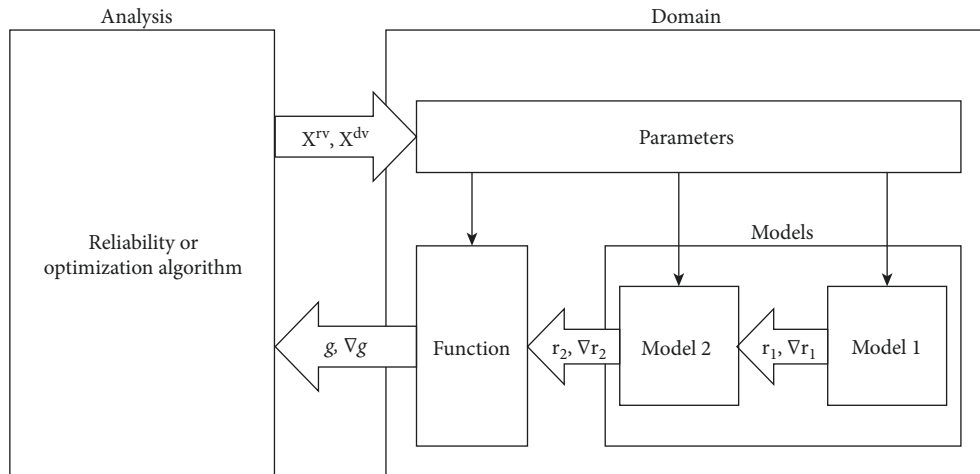 Analysis
Domain
X^rv, X^dv
Parameters
Reliability or
optimization algorithm
Models
g, ∇g
Function
r₂, ∇r₂
Model 2
r₁, ∇r₁
Model 1